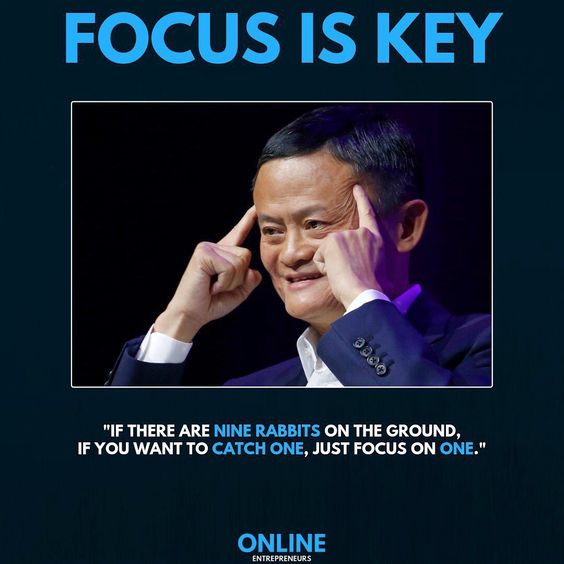 FOCUS IS KEY
"IF THERE ARE NINE RABBITS ON THE GROUND,
IF YOU WANT TO CATCH ONE, JUST FOCUS ON ONE."
ONLINE
ENTREPRENEURS